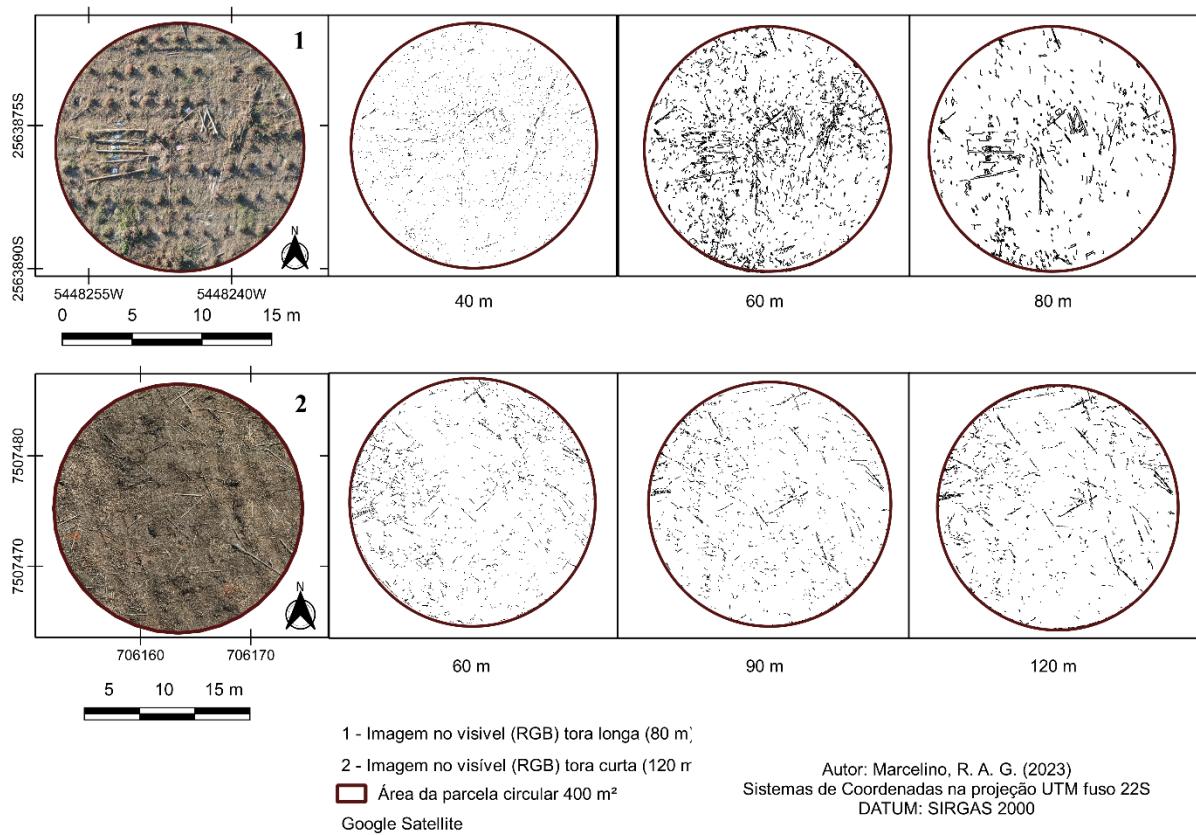 1
N
2563875S
2563890S
5448255W 5448240W
0 5 10 15 m
40 m
60 m
80 m
2
N
7507480
7507470
706160 706170
5 10 15 m
60 m
90 m
120 m
1 - Imagem no visivel (RGB) tora longa (80 m)
2 - Imagem no visível (RGB) tora curta (120 m
Área da parcela circular 400 m²
Google Satellite
Autor: Marcelino, R. A. G. (2023)
Sistemas de Coordenadas na projeção UTM fuso 22S
DATUM: SIRGAS 2000